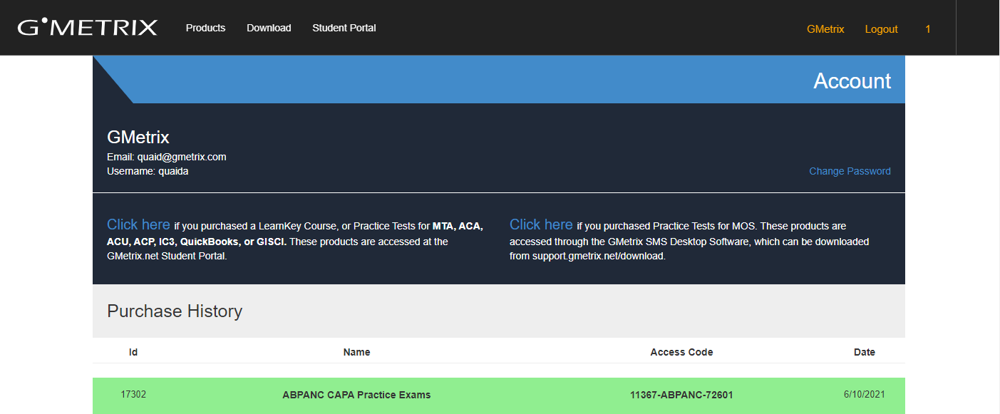 G•METRIX Products Download Student Portal GMetrix Logout 1
Account
GMetrix
Email: quaid@gmetrix.com
Username: quaida
Change Password
Click here if you purchased a LearnKey Course, or Practice Tests for MTA, ACA,
ACU, ACP, IC3, QuickBooks, or GISCI. These products are accessed at the
GMetrix.net Student Portal.
Click here if you purchased Practice Tests for MOS. These products are
accessed through the GMetrix SMS Desktop Software, which can be downloaded
from support.gmetrix.net/download.
Purchase History
Id Name Access Code Date
17302 ABPANC CAPA Practice Exams 11367-ABPANC-72601 6/10/2021